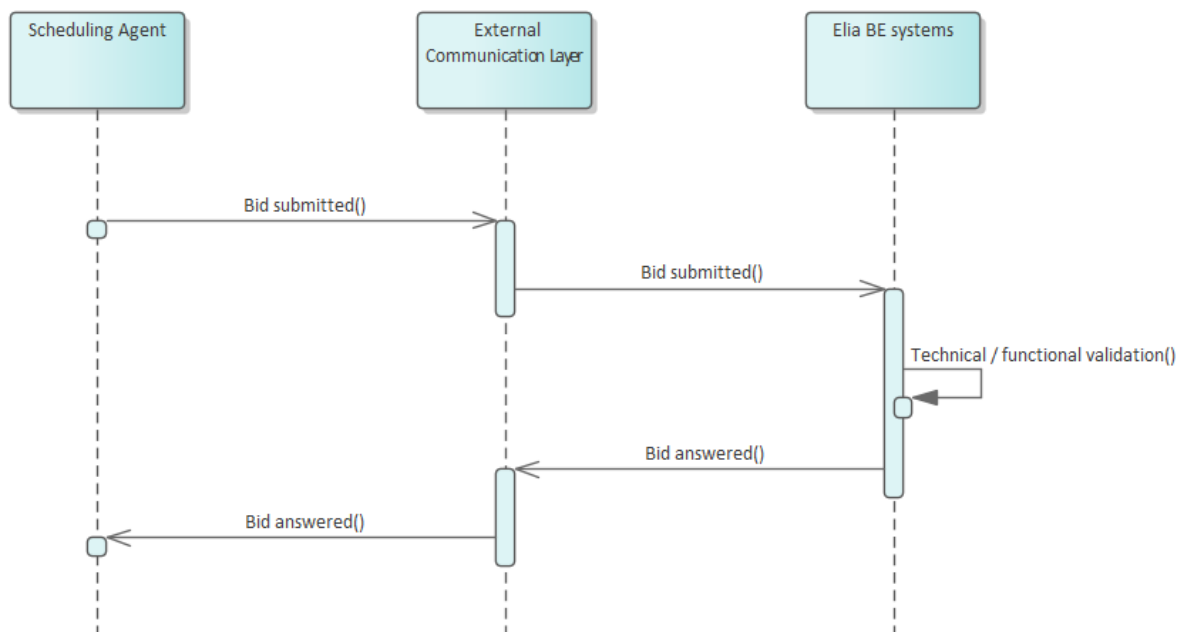 Scheduling Agent
External
Communication Layer
Elia BE systems
Bid submitted()
Bid submitted()
Technical / functional validation()
Bid answered()
Bid answered()